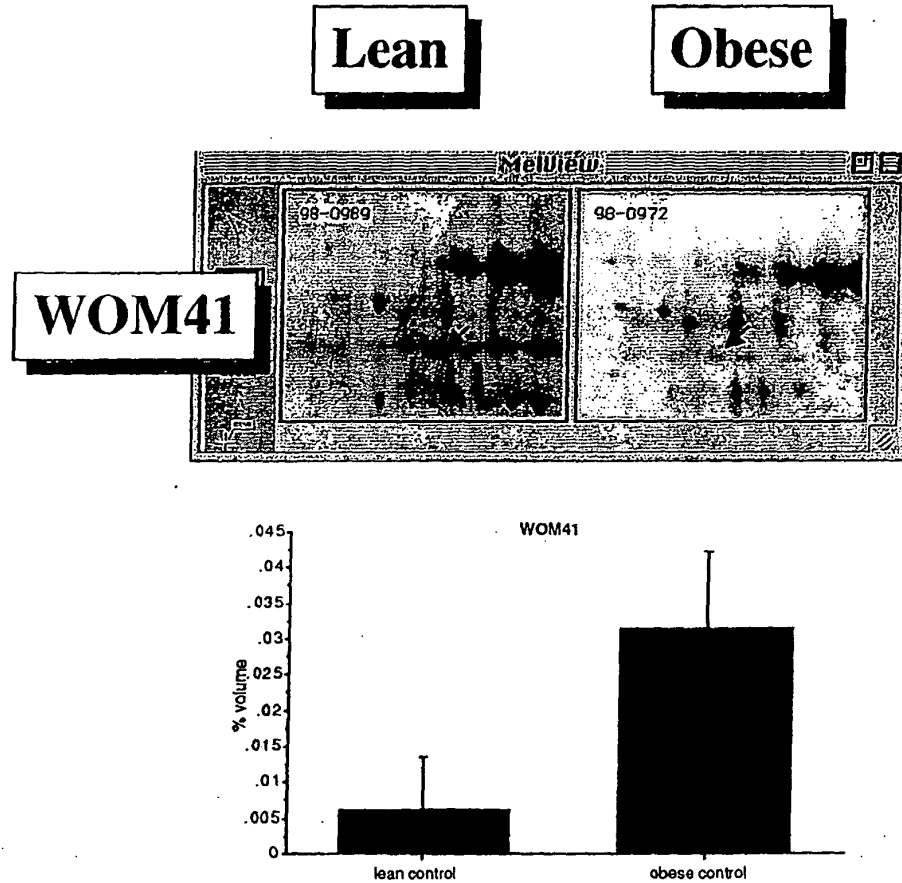 Lean
Obese
MelView
98-0989
98-0972
WOM41
WOM41
% volume
.045
.04
.035
.03
.025
.02
.015
.01
.005
0
lean control
obese control